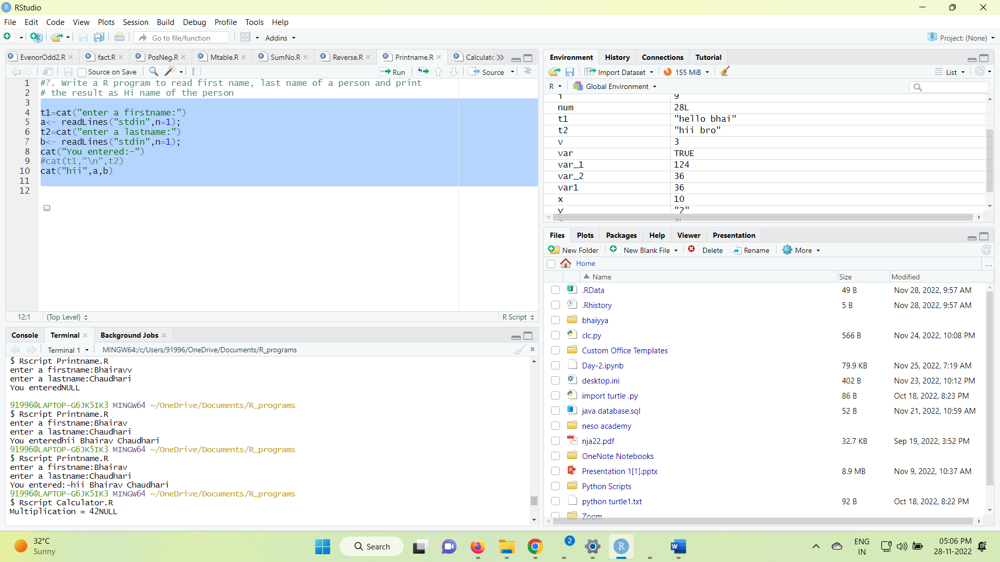 RStudio
File Edit Code View Plots Session Build Debug Profile Tools Help
Go to file/function Addins Project: (None)
EvenorOdd2.R fact.R PosNeg.R Mtable.R SumNo.R Reverse.R Printname.R Calculato
Source on Save Run Source
1 #7. Write a R program to read first name, last name of a person and print
2 # the result as Hi name of the person
3
4 t1=cat("enter a firstname:")
5 a<- readLines("stdin",n=1);
6 t2=cat("enter a lastname:")
7 b<- readLines("stdin",n=1);
8 cat("You entered:-")
9 #cat(t1,"\n",t2)
10 cat("hii",a,b)
11
12
12:1 (Top Level) R Script
Console Terminal Background Jobs
Terminal 1 MINGW64:/c/Users/91996/OneDrive/Documents/R_programs
$ Rscript Printname.R
enter a firstname:Bhairavv
enter a lastname:Chaudhari
You enteredNULL
91996@LAPTOP-G6JK5IK3 MINGW64 ~/OneDrive/Documents/R_programs
$ Rscript Printname.R
enter a firstname:Bhairav
enter a lastname:Chaudhari
You enteredhii Bhairav Chaudhari
91996@LAPTOP-G6JK5IK3 MINGW64 ~/OneDrive/Documents/R_programs
$ Rscript Printname.R
enter a firstname:Bhairav
enter a lastname:Chaudhari
You entered:-hii Bhairav Chaudhari
91996@LAPTOP-G6JK5IK3 MINGW64 ~/OneDrive/Documents/R_programs
$ Rscript Calculator.R
Multiplication = 42NULL
Environment History Connections Tutorial
Import Dataset 155 MiB List
R Global Environment
9
num 28L
t1 "hello bhai"
t2 "hii bro"
v 3
var TRUE
var_1 124
var_2 36
var1 36
x 10
y "2"
Files Plots Packages Help Viewer Presentation
New Folder New Blank File Delete Rename More
Home ...
Name Size Modified
.RData 49 B Nov 28, 2022, 9:57 AM
.Rhistory 5 B Nov 28, 2022, 9:57 AM
bhaiyya
clc.py 566 B Nov 24, 2022, 10:08 PM
Custom Office Templates
Day-2.ipynb 79.9 KB Nov 25, 2022, 7:19 AM
desktop.ini 402 B Nov 23, 2022, 10:12 PM
import turtle .py 86 B Oct 18, 2022, 8:23 PM
java database.sql 52 B Nov 21, 2022, 10:59 AM
neso academy
nja22.pdf 32.7 KB Sep 19, 2022, 3:52 PM
OneNote Notebooks
Presentation 1[1].pptx 8.9 MB Nov 9, 2022, 10:37 AM
Python Scripts
python turtle1.txt 92 B Oct 18, 2022, 8:22 PM
Zoom
32°C
Sunny
Search
2
ENG
IN
05:06 PM
28-11-2022